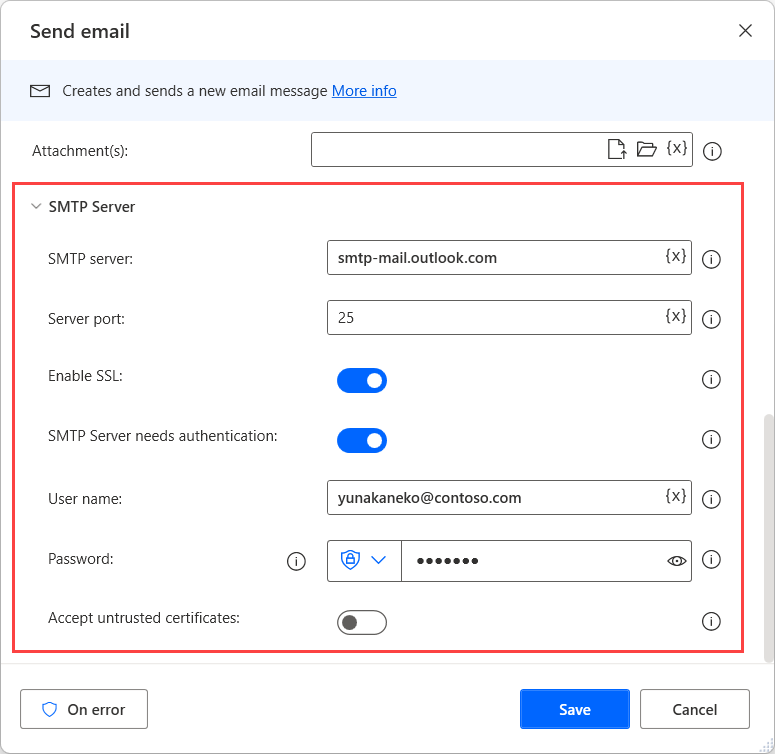 Send email
Creates and sends a new email message More info
Attachment(s): {x}
SMTP Server
SMTP server: smtp-mail.outlook.com {x}
Server port: 25 {x}
Enable SSL:
SMTP Server needs authentication:
User name: yunakaneko@contoso.com {x}
Password: •••••••
Accept untrusted certificates:
On error Save Cancel